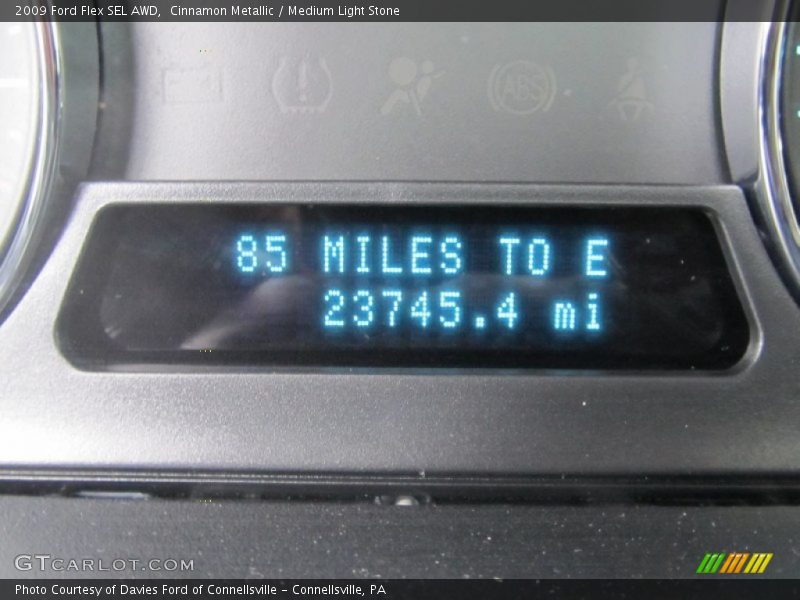 2009 Ford Flex SEL AWD,  Cinnamon Metallic / Medium Light Stone
ABS
85 MILES TO E
23745.4 mi
GTCARLOT.COM
Photo Courtesy of Davies Ford of Connellsville - Connellsville, PA